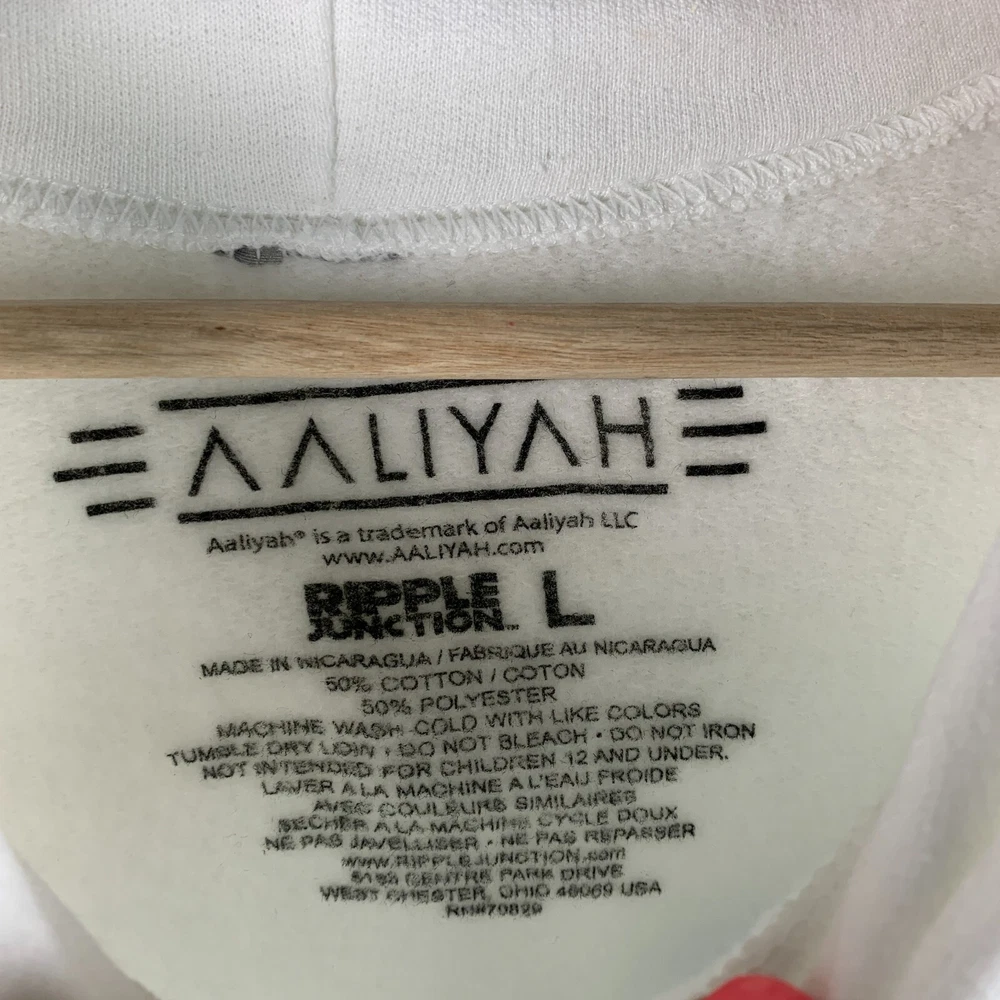 AALIYAH
Aaliyah® is a trademark of Aaliyah LLC
www.AALIYAH.com
RIPPLE
JUNCTION™ L
MADE IN NICARAGUA / FABRIQUE AU NICARAGUA
50% COTTON / COTON
50% POLYESTER
MACHINE WASH COLD WITH LIKE COLORS
TUMBLE DRY LOW • DO NOT BLEACH • DO NOT IRON
NOT INTENDED FOR CHILDREN 12 AND UNDER.
LAVER A LA MACHINE A L'EAU FROIDE
AVEC COULEURS SIMILAIRES
SECHER A LA MACHINE CYCLE DOUX
NE PAS JAVELLISER • NE PAS REPASSER
www.RIPPLEJUNCTION.com
CENTRE PARK DRIVE
WEST CHESTER, OHIO USA